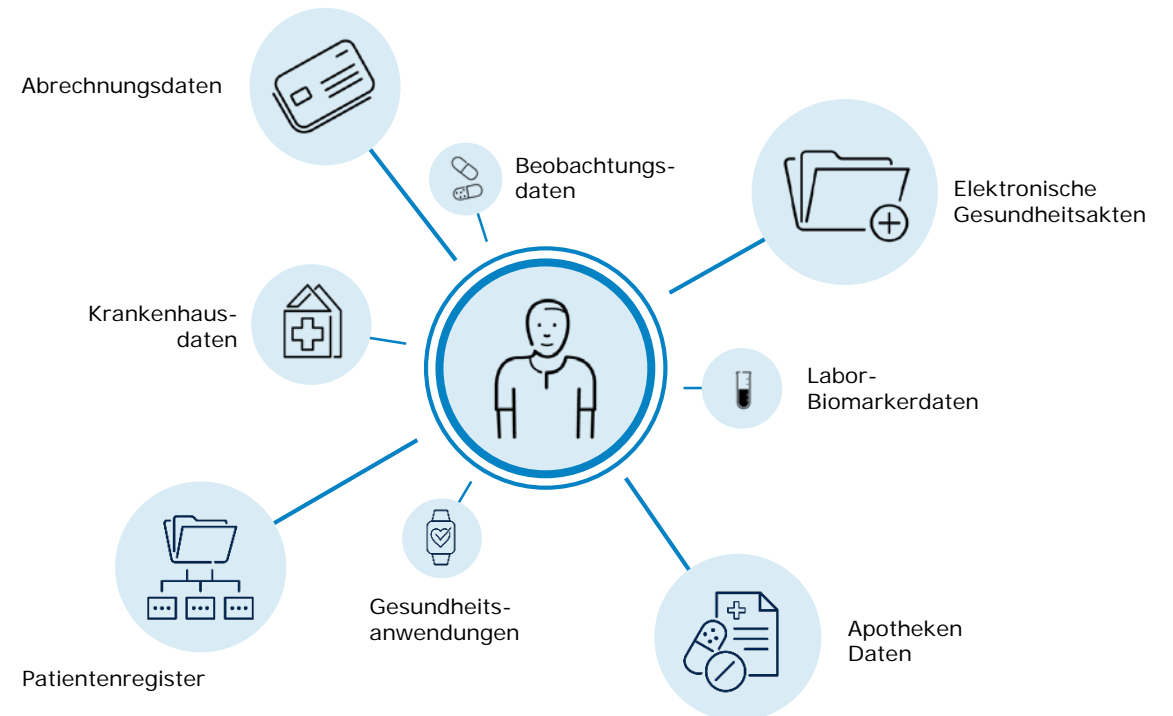 Abrechnungsdaten
Beobachtungs-
daten
Elektronische
Gesundheitsakten
Krankenhaus-
daten
Labor-
Biomarkerdaten
Gesundheits-
anwendungen
Apotheken
Daten
Patientenregister